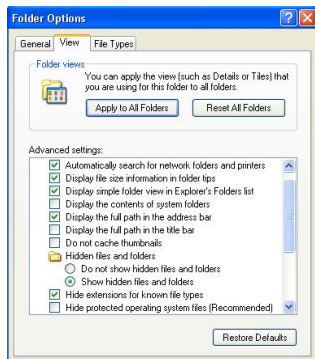 Folder Options
General View File Types
Folder views
You can apply the view (such as Details or Tiles) that
you are using for this folder to all folders.
Apply to All Folders Reset All Folders
Advanced settings:
Automatically search for network folders and printers
Display file size information in folder tips
Display simple folder view in Explorer's Folders list
Display the contents of system folders
Display the full path in the address bar
Display the full path in the title bar
Do not cache thumbnails
Hidden files and folders
Do not show hidden files and folders
Show hidden files and folders
Hide extensions for known file types
Hide protected operating system files (Recommended)
Restore Defaults